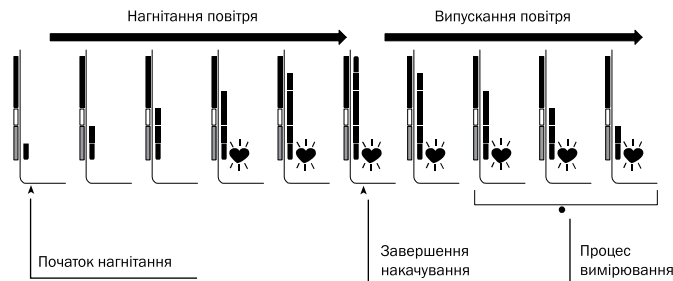 Нагнітання повітря
Випускання повітря
Початок нагнітання
Завершення
накачування
Процес
вимірювання